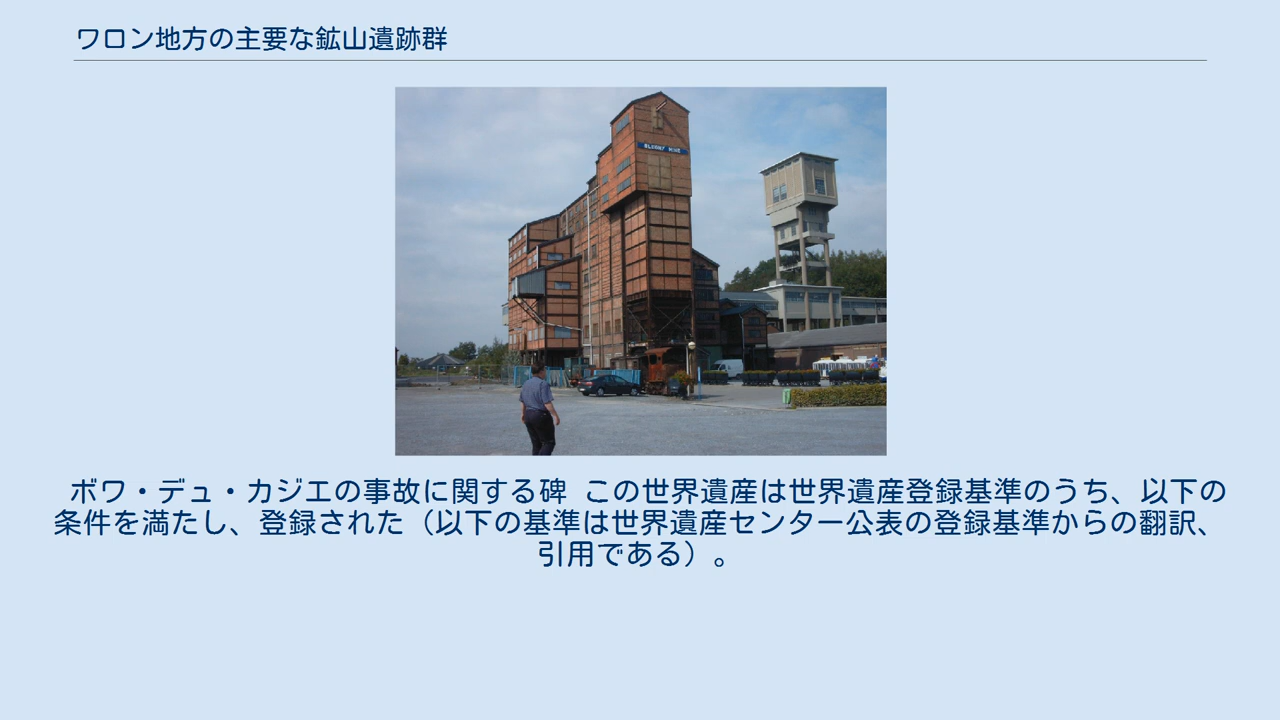 ワロン地方の主要な鉱山遺跡群
BLEGNY MINE
ボワ・デュ・カジエの事故に関する碑 この世界遺産は世界遺産登録基準のうち、以下の
条件を満たし、登録された（以下の基準は世界遺産センター公表の登録基準からの翻訳、
引用である）。